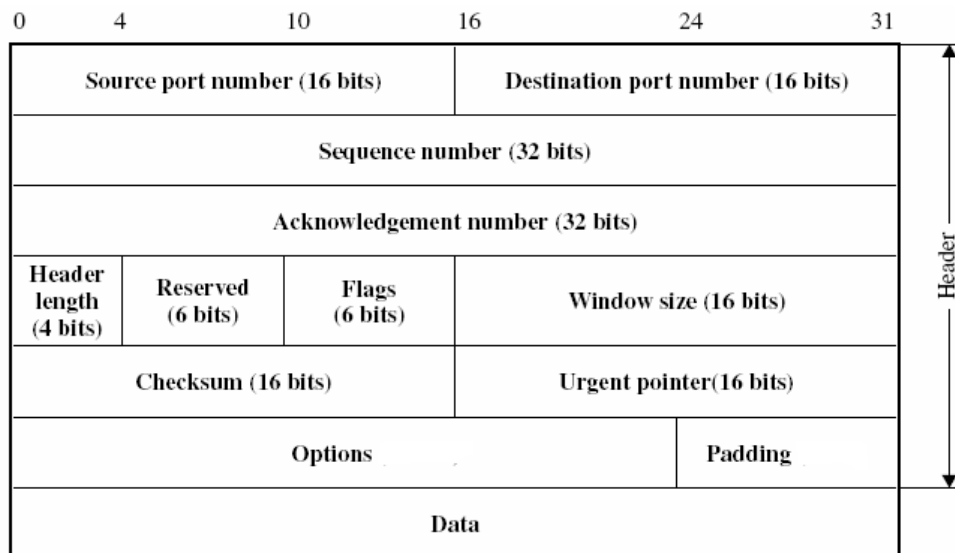 0 4 10 16 24 31
Source port number (16 bits) Destination port number (16 bits)
Sequence number (32 bits)
Acknowledgement number (32 bits)
Header
length
(4 bits)
Reserved
(6 bits)
Flags
(6 bits)
Window size (16 bits)
Checksum (16 bits) Urgent pointer(16 bits)
Options Padding
Data
Header